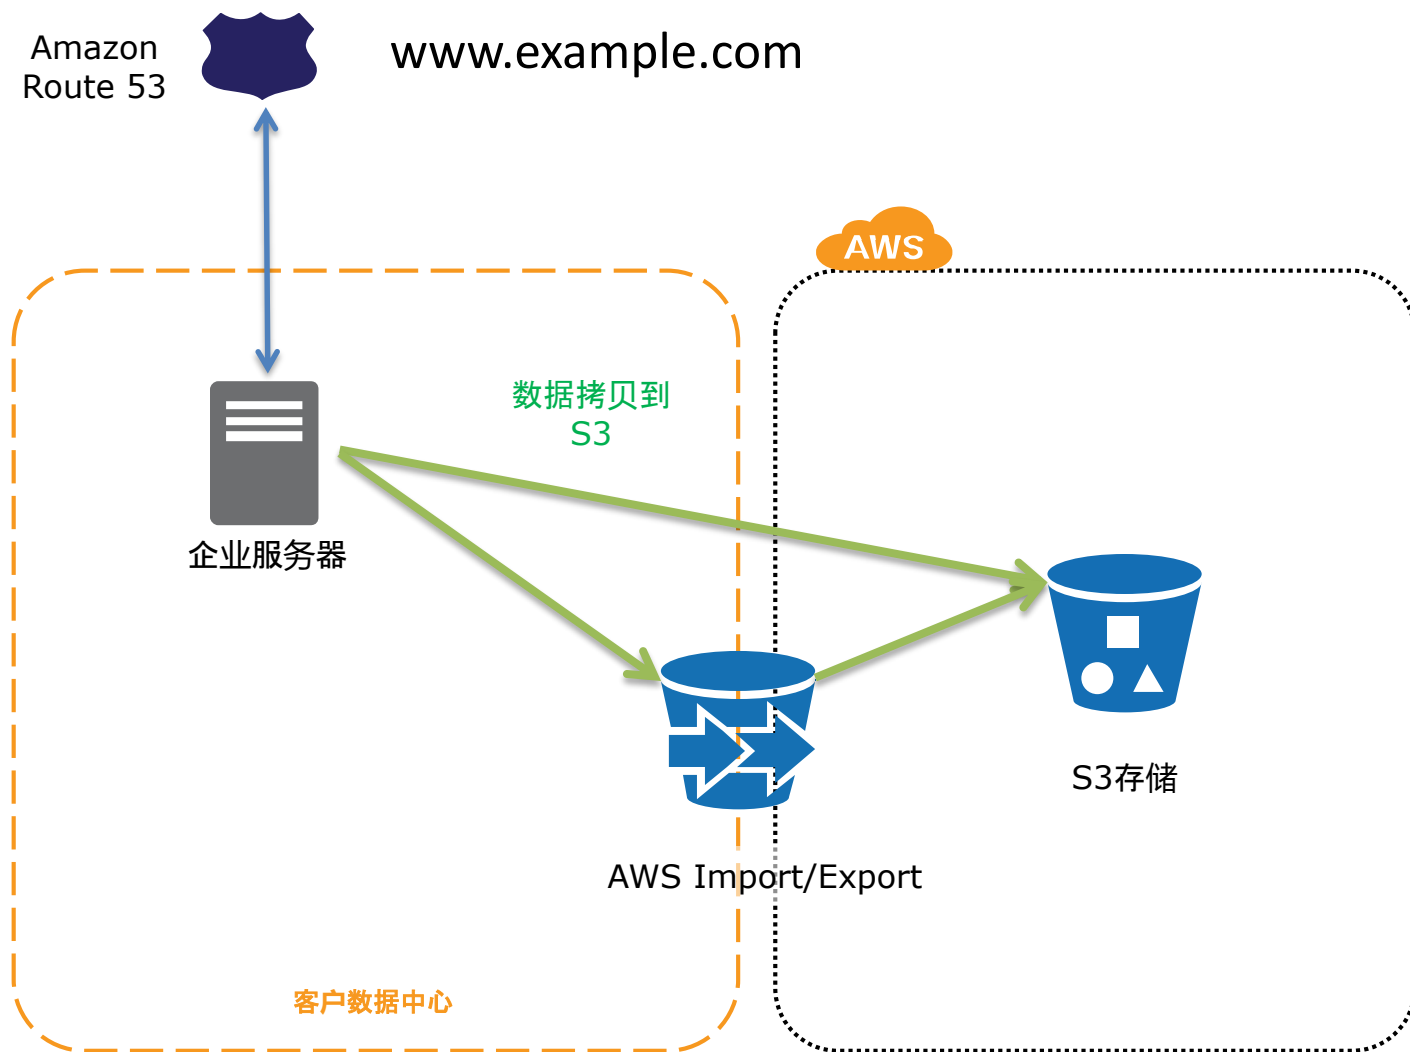 Amazon
Route 53
www.example.com
AWS
数据拷贝到
S3
企业服务器
S3存储
AWS Import/Export
客户数据中心